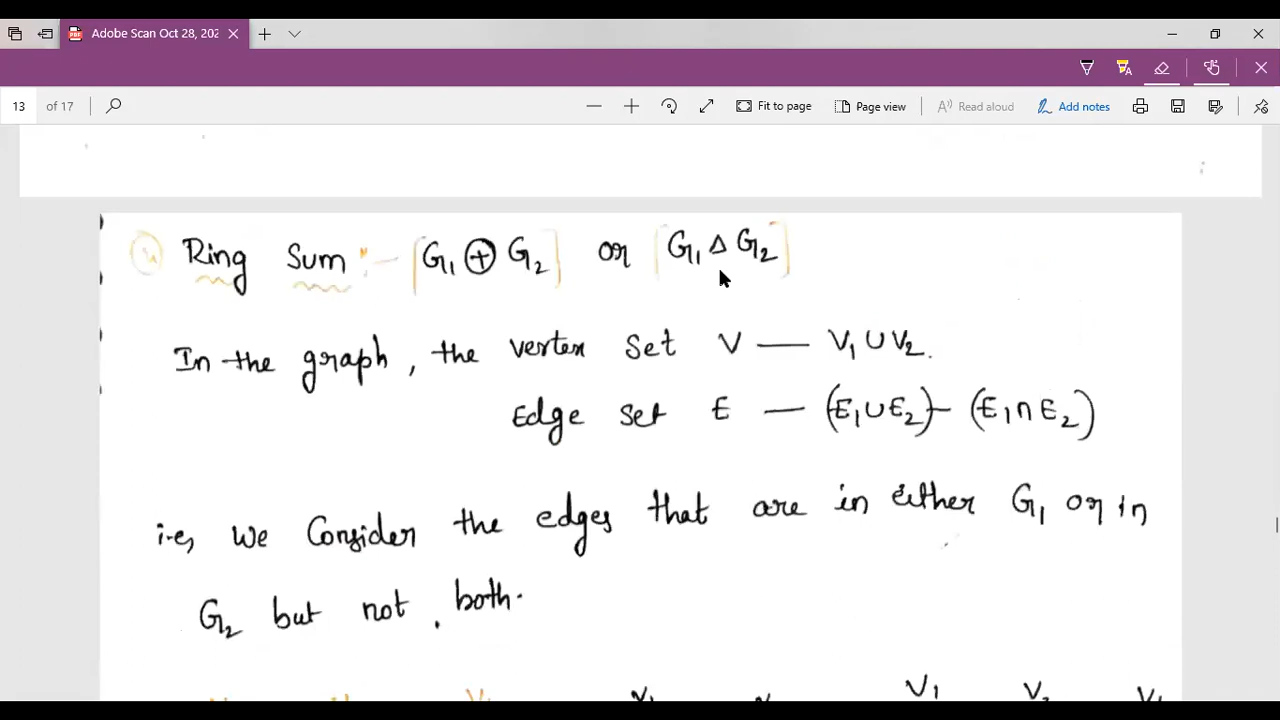 Adobe Scan Oct 28, 202
13 of 17
Fit to page
Page view
Read aloud
Add notes
Ring Sum :- [G₁ ⊕ G₂] or [G₁ Δ G₂]
In the graph, the vertex set V — V₁ ∪ V₂.
Edge set E — (E₁∪E₂) - (E₁∩E₂)
i.e, We Consider the edges that are in either G₁ or in
G₂ but not both.
V₁ V₂